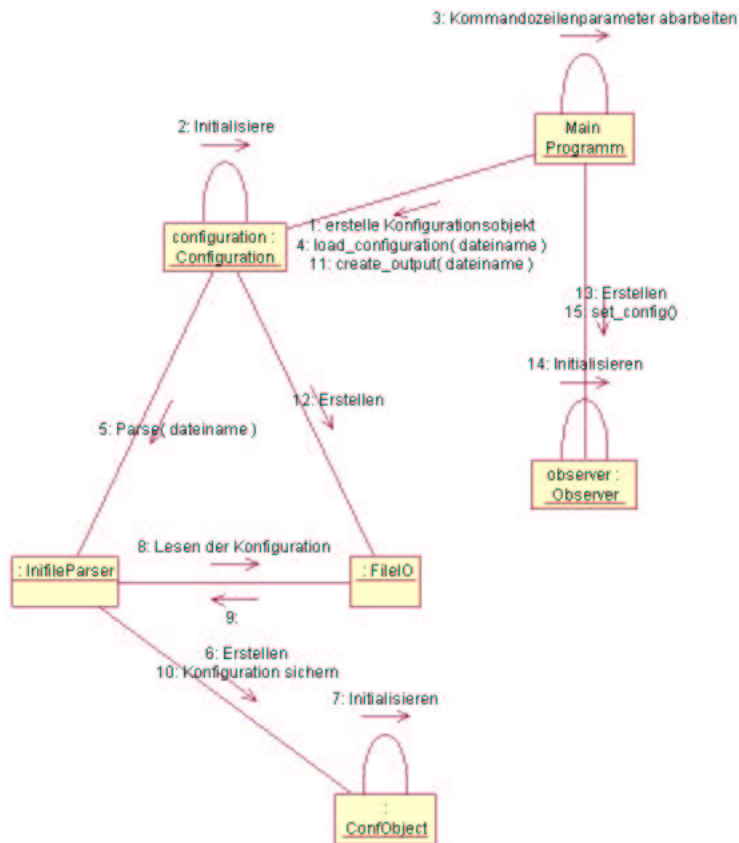 3: Kommandozeilenparameter abarbeiten
Main
Programm
2: Initialisiere
configuration :
Configuration
1: erstelle Konfigurationsobjekt
4: load_configuration( dateiname )
11: create_output( dateiname )
13: Erstellen
15: set_config()
14: Initialisieren
observer :
Observer
12: Erstellen
5: Parse( dateiname )
: InifileParser
8: Lesen der Konfiguration
: FileIO
9:
6: Erstellen
10: Konfiguration sichern
7: Initialisieren
:
ConfObject